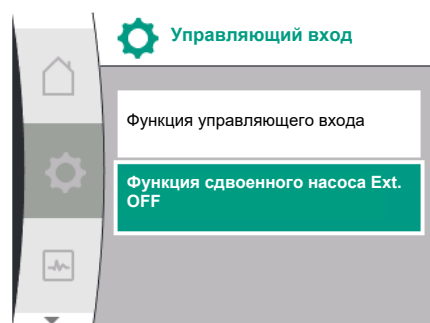 Управляющий вход
Функция управляющего входа
Функция сдвоенного насоса Ext.
OFF